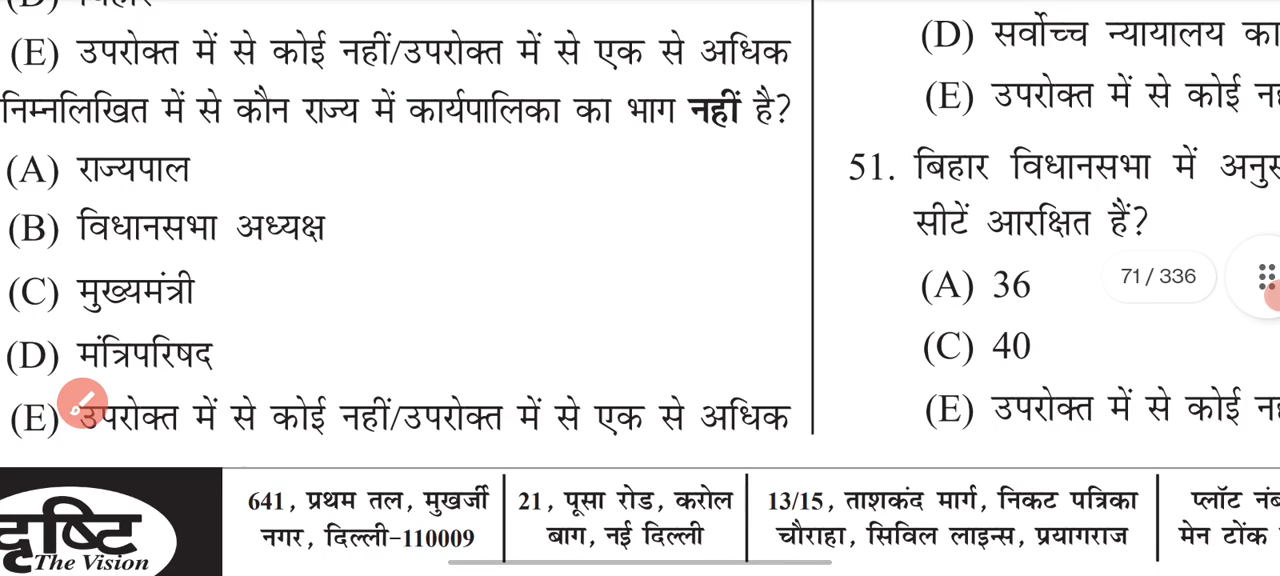 (E) उपरोक्त में से कोई नहीं/उपरोक्त में से एक से अधिक
निम्नलिखित में से कौन राज्य में कार्यपालिका का भाग नहीं है?
(A) राज्यपाल
(B) विधानसभा अध्यक्ष
(C) मुख्यमंत्री
(D) मंत्रिपरिषद
(E) उपरोक्त में से कोई नहीं/उपरोक्त में से एक से अधिक
(D) सर्वोच्च न्यायालय का
(E) उपरोक्त में से कोई
51. बिहार विधानसभा में
सीटें आरक्षित हैं?
(A) 36
71 / 336
(C) 40
(E) उपरोक्त में से कोई
दृष्टि
The Vision
641, प्रथम तल, मुखर्जी
नगर, दिल्ली-110009
21, पूसा रोड, करोल
बाग, नई दिल्ली
13/15, ताशकंद मार्ग, निकट पत्रिका
चौराहा, सिविल लाइन्स, प्रयागराज
प्लॉट
मेन टोंक